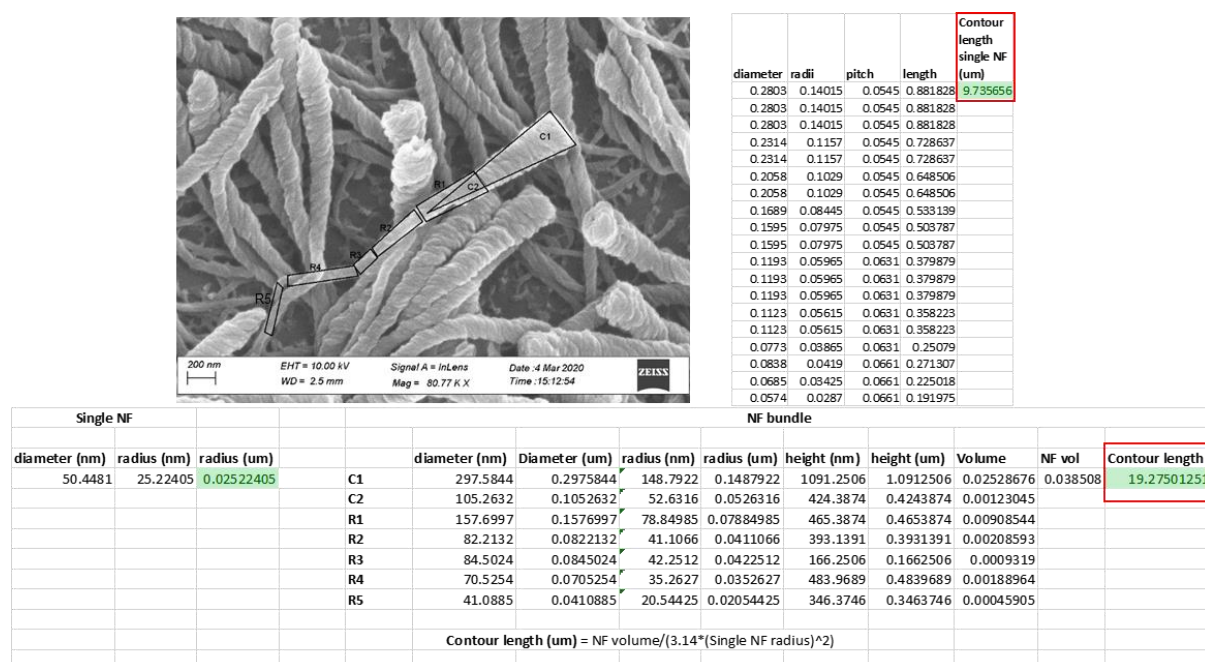 C1
R1
C2
R2
R3
R4
R5
200 nm
EHT = 10.00 kV
Signal A = InLens
Date :4 Mar 2020
ZEISS
WD = 2.5 mm
Mag = 80.77 K X
Time :15:12:54
diameter radii pitch length Contour length single NF (um)
0.2803 0.14015 0.0545 0.881828 9.735656
0.2803 0.14015 0.0545 0.881828
0.2803 0.14015 0.0545 0.881828
0.2314 0.1157 0.0545 0.728637
0.2314 0.1157 0.0545 0.728637
0.2058 0.1029 0.0545 0.648506
0.2058 0.1029 0.0545 0.648506
0.1689 0.08445 0.0545 0.533139
0.1595 0.07975 0.0545 0.503787
0.1595 0.07975 0.0545 0.503787
0.1193 0.05965 0.0631 0.379879
0.1193 0.05965 0.0631 0.379879
0.1193 0.05965 0.0631 0.379879
0.1123 0.05615 0.0631 0.358223
0.1123 0.05615 0.0631 0.358223
0.0773 0.03865 0.0631 0.25079
0.0838 0.0419 0.0661 0.271307
0.0685 0.03425 0.0661 0.225018
0.0574 0.0287 0.0661 0.191975
Single NF NF bundle
diameter (nm) radius (nm) radius (um) diameter (nm) Diameter (um) radius (nm) radius (um) height (nm) height (um) Volume NF vol Contour length
50.4481 25.22405 0.02522405 C1 297.5844 0.2975844 148.7922 0.1487922 1091.2506 1.0912506 0.02528676 0.038508 19.27501251
C2 105.2632 0.1052632 52.6316 0.0526316 424.3874 0.4243874 0.00123045
R1 157.6997 0.1576997 78.84985 0.07884985 465.3874 0.4653874 0.00908544
R2 82.2132 0.0822132 41.1066 0.0411066 393.1391 0.3931391 0.00208593
R3 84.5024 0.0845024 42.2512 0.0422512 166.2506 0.1662506 0.0009319
R4 70.5254 0.0705254 35.2627 0.0352627 483.9689 0.4839689 0.00188964
R5 41.0885 0.0410885 20.54425 0.02054425 346.3746 0.3463746 0.00045905
Contour length (um) = NF volume/(3.14*(Single NF radius)^2)